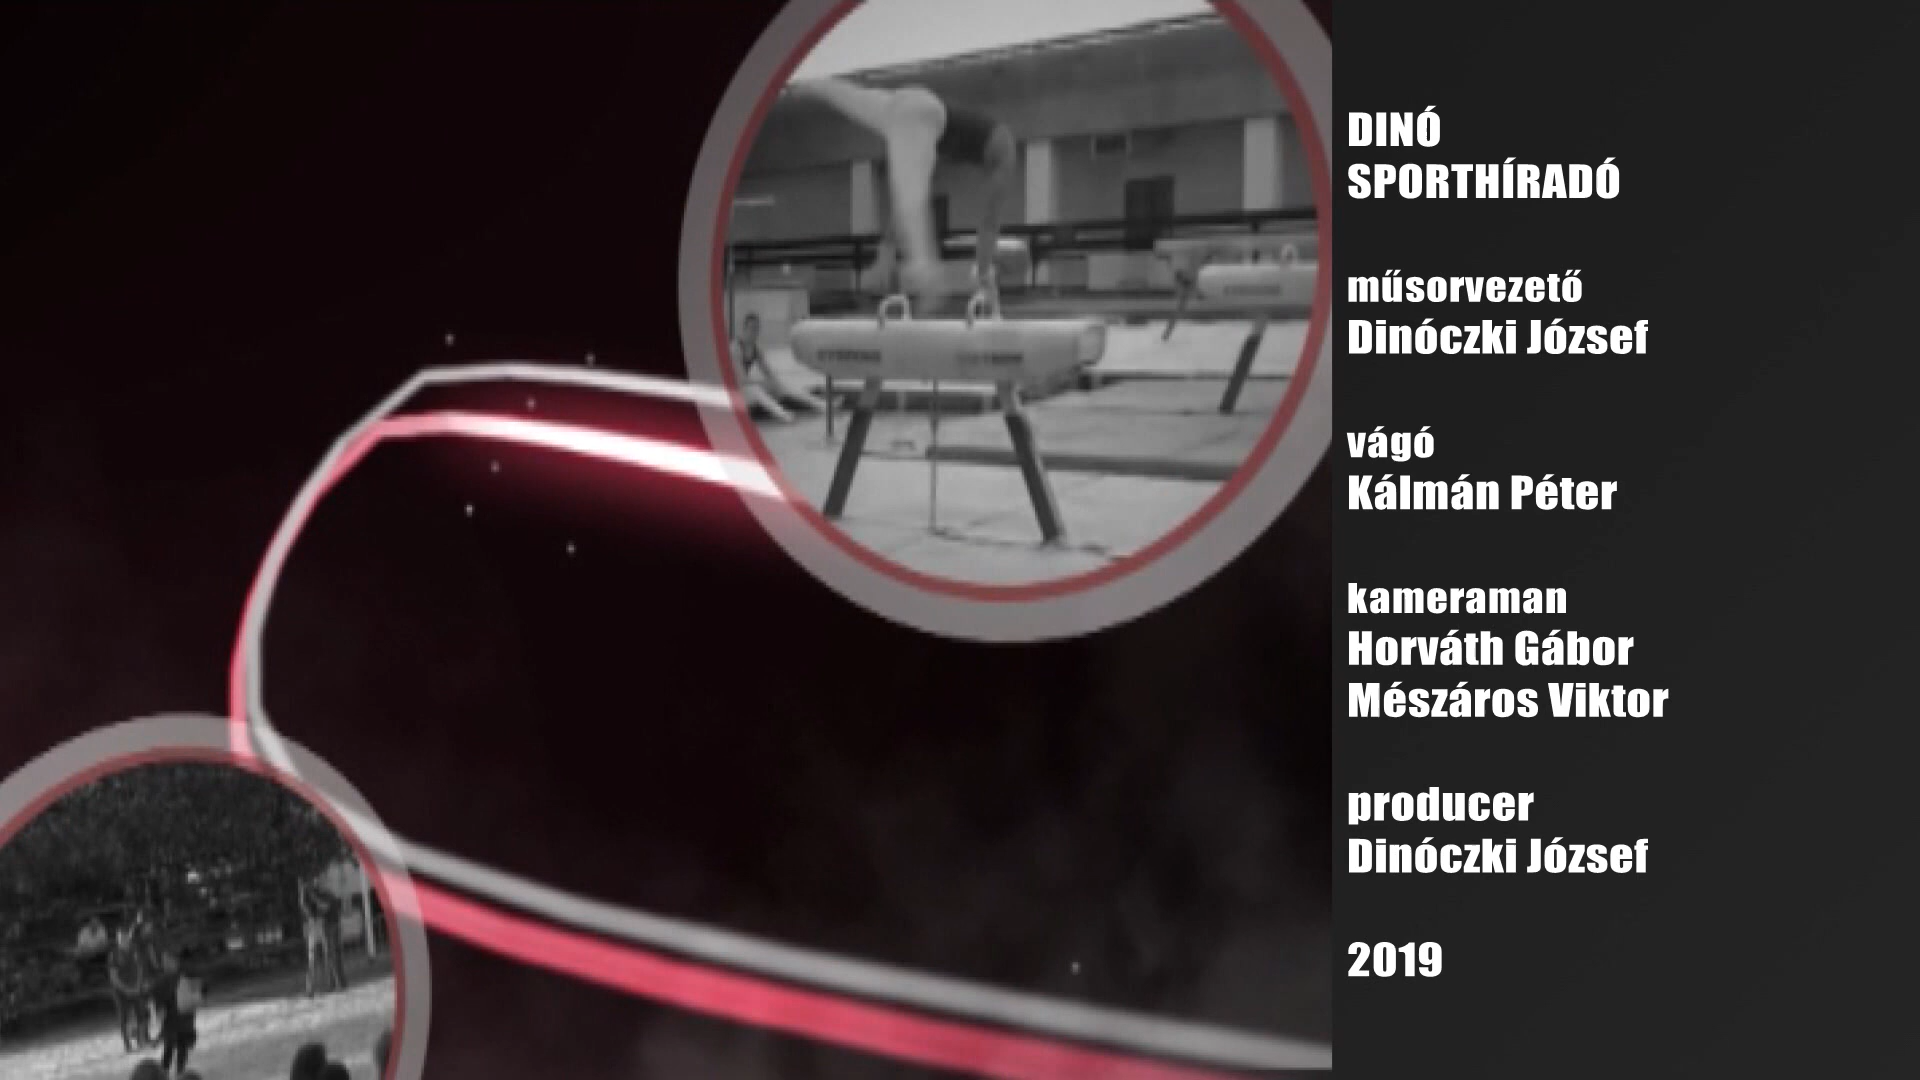 DINÓ
SPORTHÍRADÓ
műsorvezető
Dinóczki József
vágó
Kálmán Péter
kameraman
Horváth Gábor
Mészáros Viktor
producer
Dinóczki József
2019